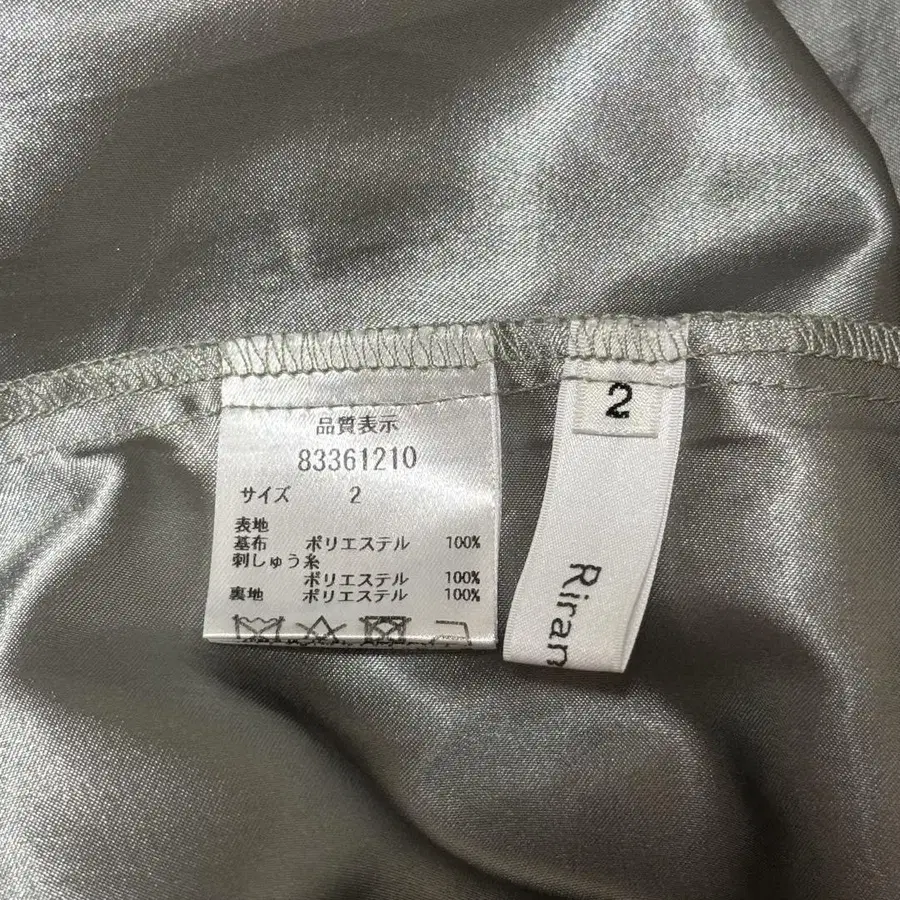 品質表示
83361210
サイズ 2
表地
基布 ポリエステル 100%
刺しゅう糸
ポリエステル 100%
裏地 ポリエステル 100%
2
Riran